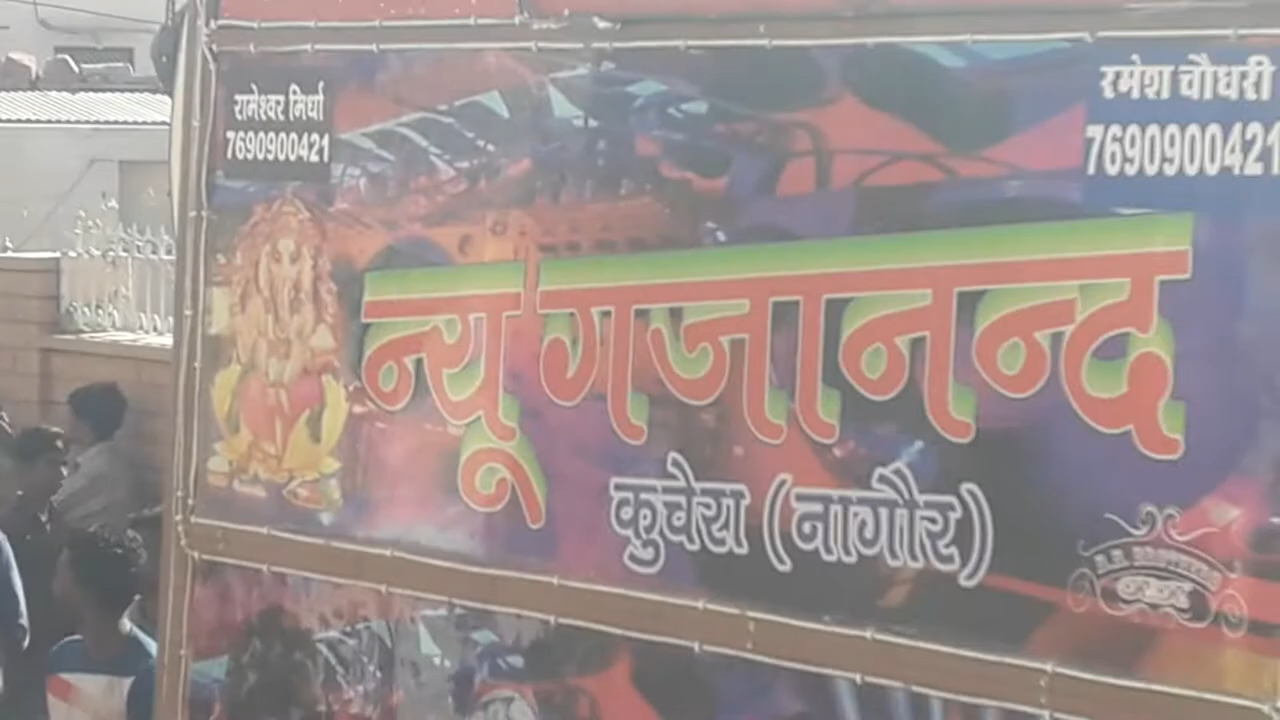 रामेश्वर मिर्धा
7690900421
रमेश चौधरी
7690900421
न्यू गजानन्द
कुचेरा (नागौर)